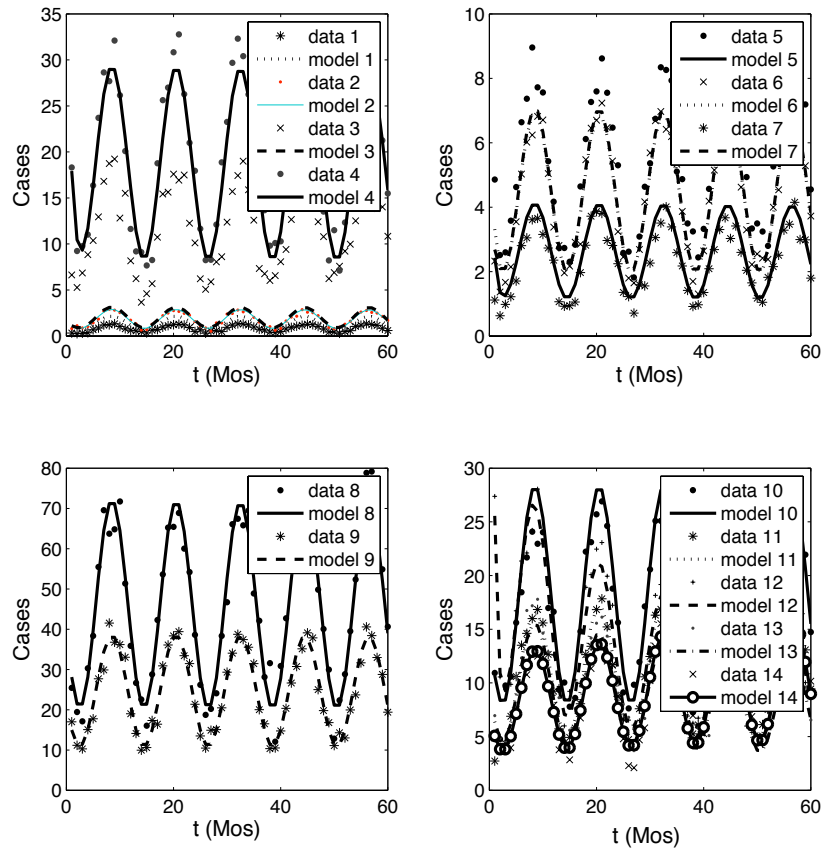 35
30
25
20
15
10
5
0
Cases
0 20 40 60
t (Mos)
data 1
model 1
data 2
model 2
data 3
model 3
data 4
model 4
10
8
6
4
2
0
Cases
0 20 40 60
t (Mos)
data 5
model 5
data 6
model 6
data 7
model 7
80
70
60
50
40
30
20
10
0
Cases
0 20 40 60
t (Mos)
data 8
model 8
data 9
model 9
30
25
20
15
10
5
0
Cases
0 20 40 60
t (Mos)
data 10
model 10
data 11
model 11
data 12
model 12
data 13
model 13
data 14
model 14